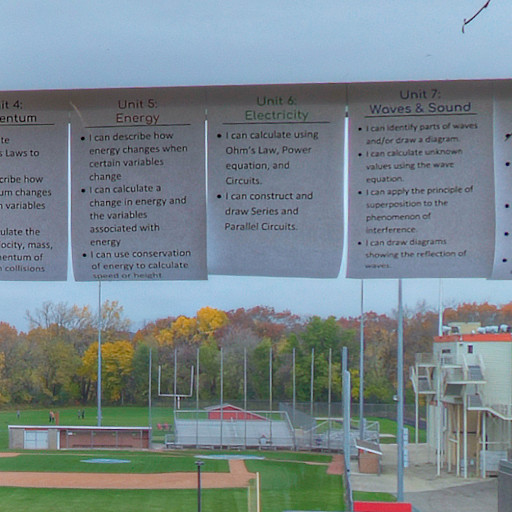 it 4:
entum
te
s Laws to
cribe how
um changes
n variables
ulate the
ocity, mass,
entum of
n collisions
Unit 5:
Energy
• I can describe how
energy changes when
certain variables
change
• I can calculate a
change in energy and
the variables
associated with
energy
• I can use conservation
of energy to calculate
speed or height
Unit 6:
Electricity
• I can calculate using
Ohm's Law, Power
equation, and
Circuits.
• I can construct and
draw Series and
Parallel Circuits.
Unit 7:
Waves & Sound
• I can identify parts of waves
and/or draw a diagram.
• I can calculate unknown
values using the wave
equation.
• I can apply the principle of
superposition to the
phenomenon of
interference.
• I can draw diagrams
showing the reflection of
waves.